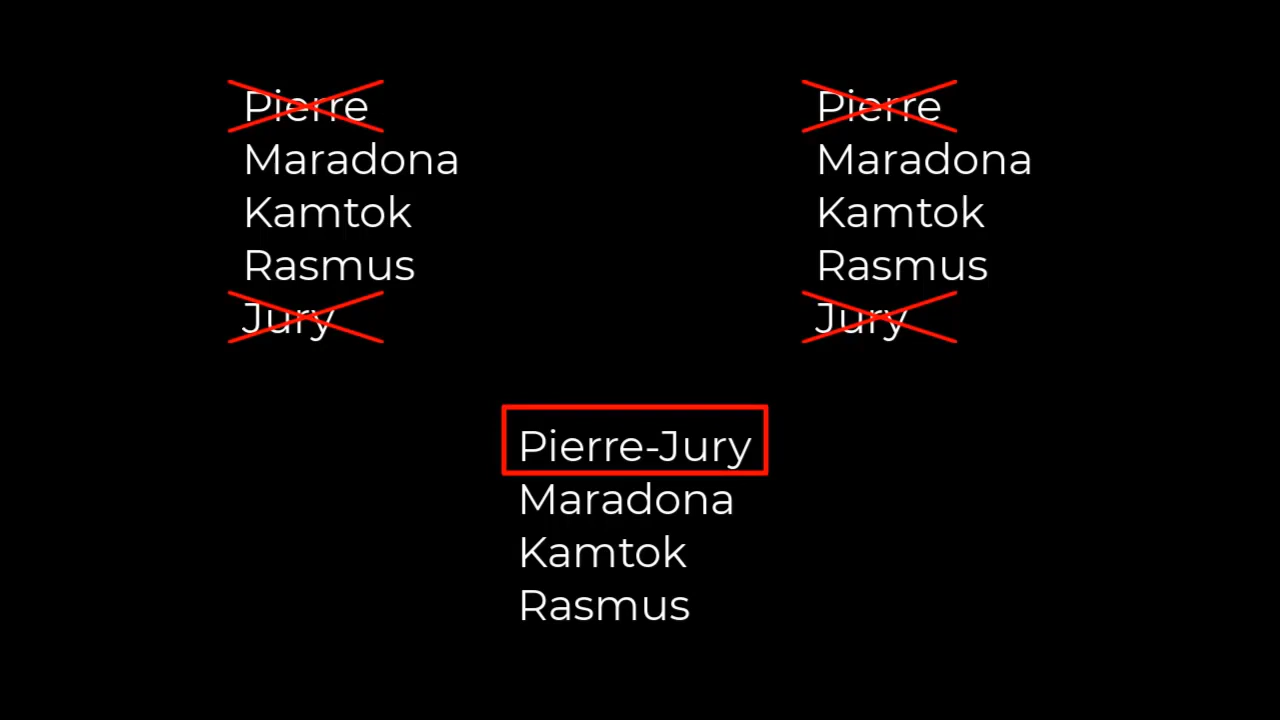 Pierre
Maradona
Kamtok
Rasmus
Jury
Pierre
Maradona
Kamtok
Rasmus
Jury
Pierre-Jury
Maradona
Kamtok
Rasmus